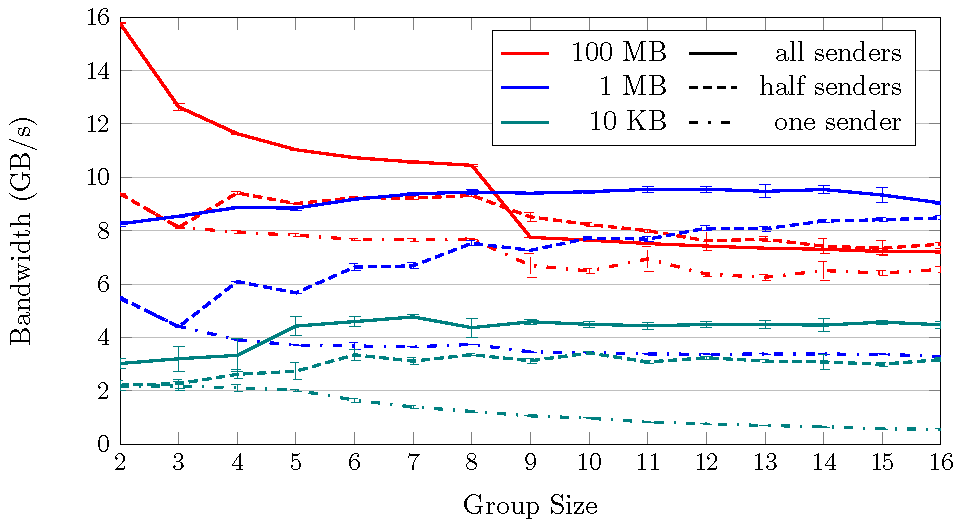 16
14
12
10
8
6
4
2
0
Bandwidth (GB/s)
100 MB all senders
1 MB half senders
10 KB one sender
2 3 4 5 6 7 8 9 10 11 12 13 14 15 16
Group Size